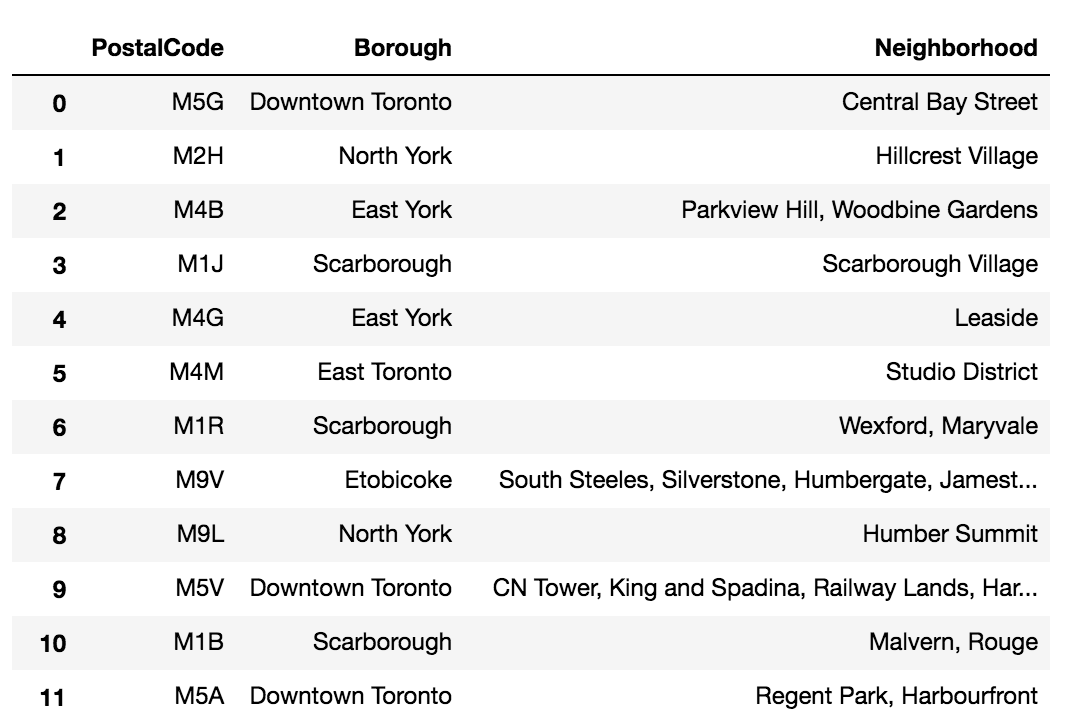 PostalCode Borough Neighborhood
0 M5G Downtown Toronto Central Bay Street
1 M2H North York Hillcrest Village
2 M4B East York Parkview Hill, Woodbine Gardens
3 M1J Scarborough Scarborough Village
4 M4G East York Leaside
5 M4M East Toronto Studio District
6 M1R Scarborough Wexford, Maryvale
7 M9V Etobicoke South Steeles, Silverstone, Humbergate, Jamest...
8 M9L North York Humber Summit
9 M5V Downtown Toronto CN Tower, King and Spadina, Railway Lands, Har...
10 M1B Scarborough Malvern, Rouge
11 M5A Downtown Toronto Regent Park, Harbourfront